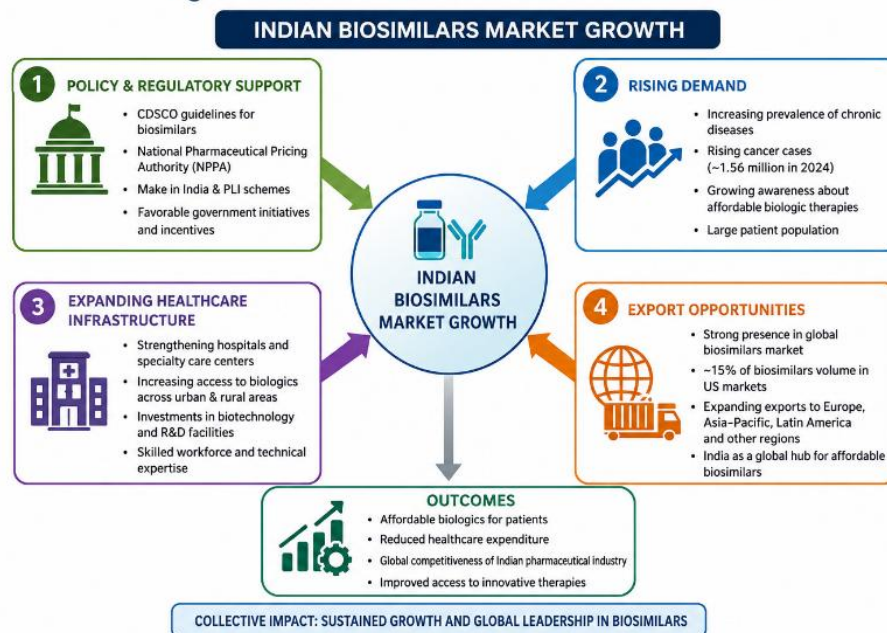 INDIAN BIOSIMILARS MARKET GROWTH
1
POLICY & REGULATORY SUPPORT
• CDSCO guidelines for
biosimilars
• National Pharmaceutical Pricing
Authority (NPPA)
• Make in India & PLI schemes
• Favorable government initiatives
and incentives
2
RISING DEMAND
• Increasing prevalence of chronic
diseases
• Rising cancer cases
(~1.56 million in 2024)
• Growing awareness about
affordable biologic therapies
• Large patient population
INDIAN
BIOSIMILARS
MARKET GROWTH
3
EXPANDING HEALTHCARE
INFRASTRUCTURE
• Strengthening hospitals and
specialty care centers
• Increasing access to biologics
across urban & rural areas
• Investments in biotechnology
and R&D facilities
• Skilled workforce and technical
expertise
4
EXPORT OPPORTUNITIES
• Strong presence in global
biosimilars market
• ~15% of biosimilars volume in
US markets
• Expanding exports to Europe,
Asia-Pacific, Latin America
and other regions
• India as a global hub for affordable
biosimilars
OUTCOMES
• Affordable biologics for patients
• Reduced healthcare expenditure
• Global competitiveness of Indian pharmaceutical industry
• Improved access to innovative therapies
COLLECTIVE IMPACT: SUSTAINED GROWTH AND GLOBAL LEADERSHIP IN BIOSIMILARS